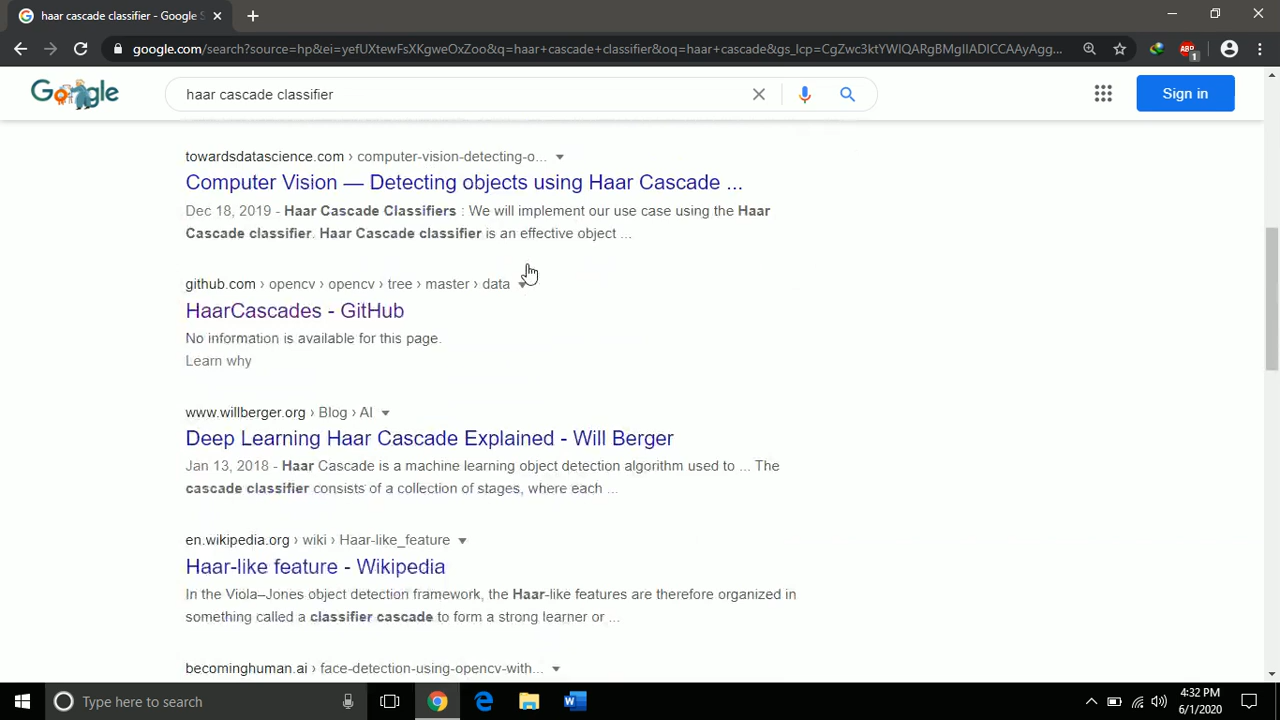 haar cascade classifier - Google S
google.com/search?source=hp&ei=yefUXtewFsXKgweOxZoo&q=haar+cascade+classifier&oq=haar+cascade&gs_lcp=CgZwc3ktYWIQARgBMgIIADICCAAyAgg...
ABP
1
Google
haar cascade classifier
Sign in
towardsdatascience.com › computer-vision-detecting-o...
Computer Vision — Detecting objects using Haar Cascade ...
Dec 18, 2019 - Haar Cascade Classifiers : We will implement our use case using the Haar
Cascade classifier. Haar Cascade classifier is an effective object ...
github.com › opencv › opencv › tree › master › data
HaarCascades - GitHub
No information is available for this page.
Learn why
www.willberger.org › Blog › AI
Deep Learning Haar Cascade Explained - Will Berger
Jan 13, 2018 - Haar Cascade is a machine learning object detection algorithm used to ... The
cascade classifier consists of a collection of stages, where each ...
en.wikipedia.org › wiki › Haar-like_feature
Haar-like feature - Wikipedia
In the Viola–Jones object detection framework, the Haar-like features are therefore organized in
something called a classifier cascade to form a strong learner or ...
becominghuman.ai › face-detection-using-opencv-with...
Type here to search
4:32 PM
6/1/2020